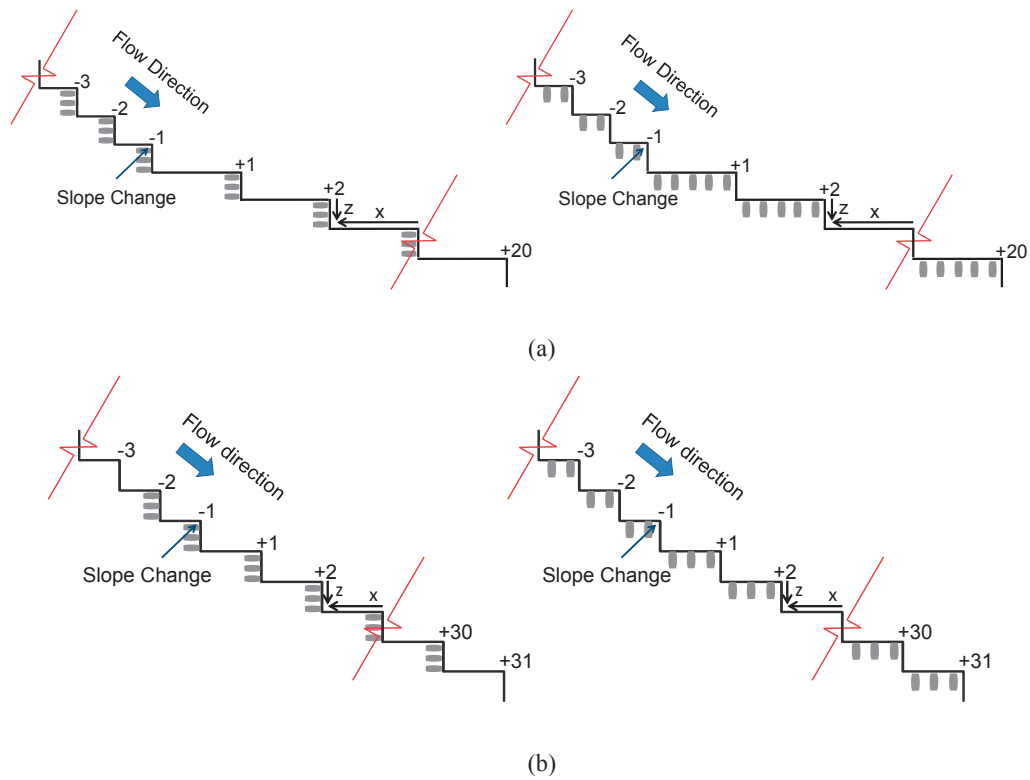 Flow Direction
-3
-2
-1
+1
Slope Change
+2
z
x
+20
Flow Direction
-3
-2
-1
+1
Slope Change
+2
z
x
+20
(a)
Flow direction
-3
-2
-1
+1
Slope Change
+2
z
x
+30
+31
Flow direction
-3
-2
-1
+1
Slope Change
+2
z
x
+30
+31
(b)